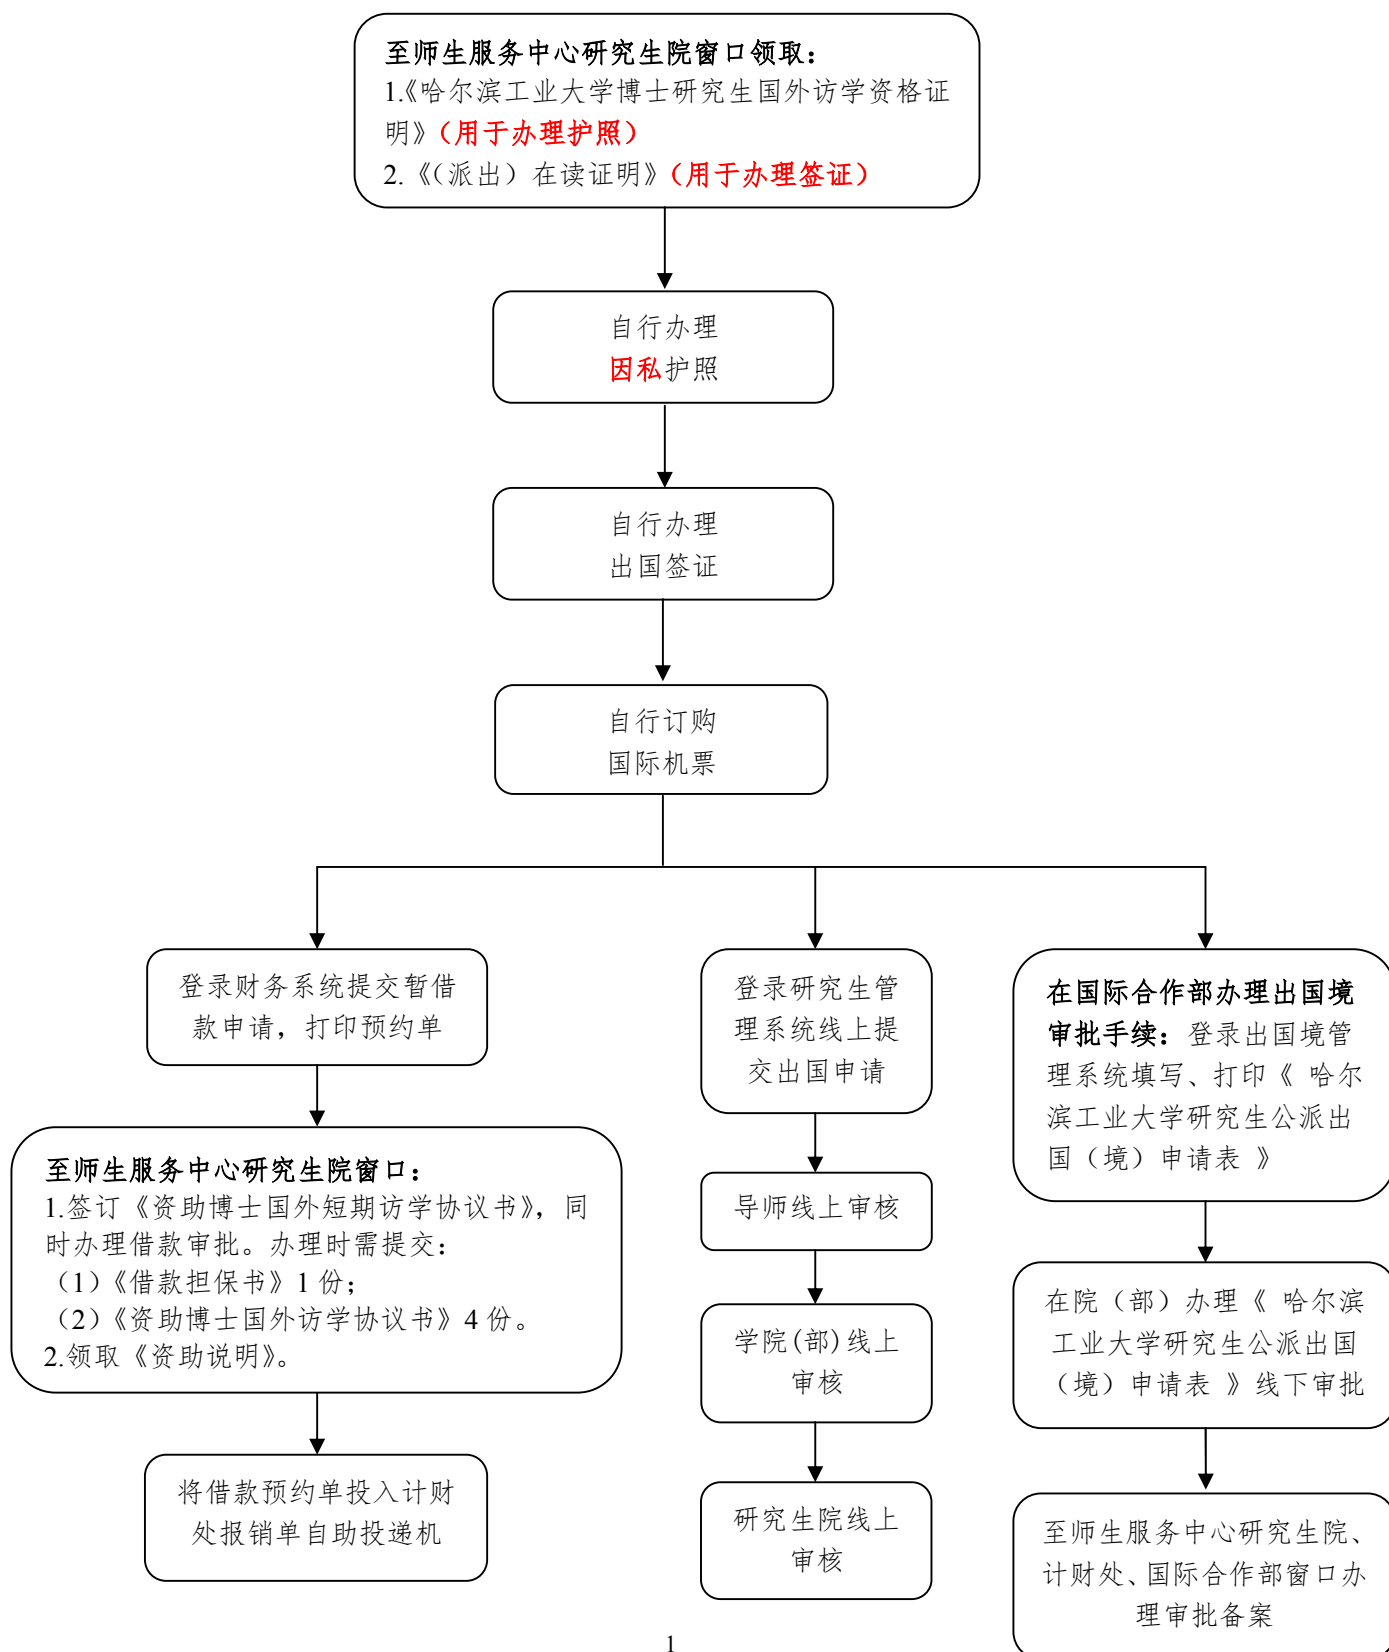 至师生服务中心研究生院窗口领取：
1.《哈尔滨工业大学博士研究生国外访学资格证
明》（用于办理护照）
2.《（派出）在读证明》（用于办理签证）
自行办理
因私护照
自行办理
出国签证
自行订购
国际机票
登录财务系统提交暂借
款申请，打印预约单
至师生服务中心研究生院窗口：
1.签订《资助博士国外短期访学协议书》，同
时办理借款审批。办理时需提交：
（1）《借款担保书》1 份；
（2）《资助博士国外访学协议书》4 份。
2.领取《资助说明》。
将借款预约单投入计财
处报销单自助投递机
登录研究生管
理系统线上提
交出国申请
导师线上审核
学院(部)线上
审核
研究生院线上
审核
在国际合作部办理出国境
审批手续：登录出国境管
理系统填写、打印《 哈尔
滨工业大学研究生公派出
国（境）申请表 》
在院（部）办理《 哈尔滨
工业大学研究生公派出国
（境）申请表 》线下审批
至师生服务中心研究生院、
计财处、国际合作部窗口办
理审批备案
1